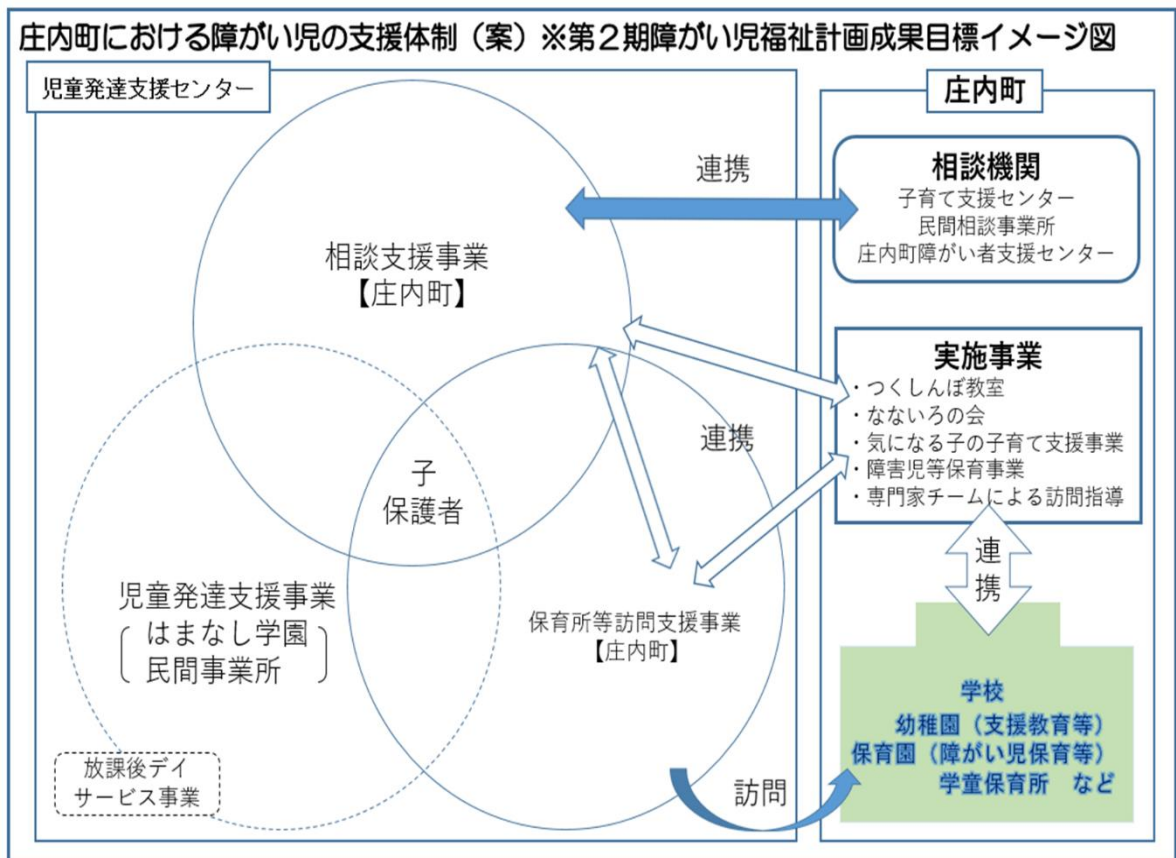 庄内町における障がい児の支援体制（案）※第２期障がい児福祉計画成果目標イメージ図
児童発達支援センター
相談支援事業
【庄内町】
子
保護者
児童発達支援事業
はまなし学園
民間事業所
保育所等訪問支援事業
【庄内町】
放課後デイ
サービス事業
連携
連携
訪問
庄内町
相談機関
子育て支援センター
民間相談事業所
庄内町障がい者支援センター
実施事業
・つくしんぼ教室
・なないろの会
・気になる子の子育て支援事業
・障害児等保育事業
・専門家チームによる訪問指導
連
携
学校
幼稚園（支援教育等）
保育園（障がい児保育等）
学童保育所　など